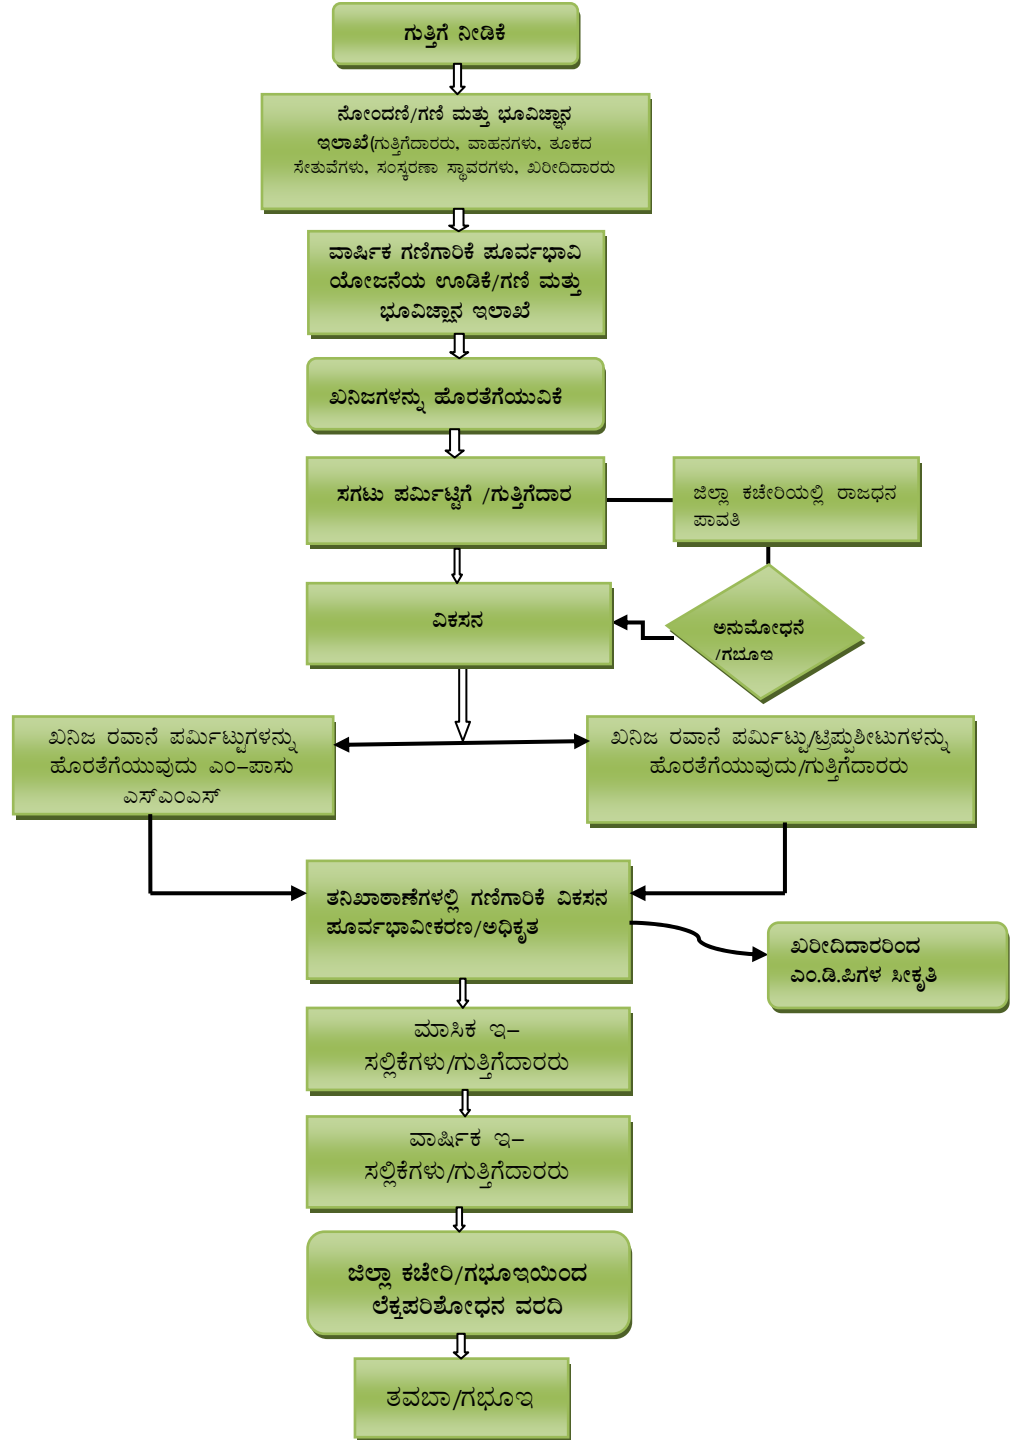 ಗುತ್ತಿಗೆ ನೀಡಿಕೆ
ನೋಂದಣಿ/ಗಣಿ ಮತ್ತು ಭೂವಿಜ್ಞಾನ
ಇಲಾಖೆ(ಗುತ್ತಿಗೆದಾರರು, ವಾಹನಗಳು, ತೂಕದ
ಸೇತುವೆಗಳು, ಸಂಸ್ಕರಣಾ ಸ್ಥಾವರಗಳು, ಖರೀದಿದಾರರು
ವಾರ್ಷಿಕ ಗಣಿಗಾರಿಕೆ ಪೂರ್ವಭಾವಿ
ಯೋಜನೆಯ ಊಡಿಕೆ/ಗಣಿ ಮತ್ತು
ಭೂವಿಜ್ಞಾನ ಇಲಾಖೆ
ಖನಿಜಗಳನ್ನು ಹೊರತೆಗೆಯುವಿಕೆ
ಸಗಟು ಪರ್ಮಿಟ್ಟಿಗೆ /ಗುತ್ತಿಗೆದಾರ
ಜಿಲ್ಲಾ ಕಚೇರಿಯಲ್ಲಿ ರಾಜಧನ
ಪಾವತಿ
ವಿಕಸನ
ಅನುಮೋಧನೆ
/ಗಭೂಇ
ಖನಿಜ ರವಾನೆ ಪರ್ಮಿಟ್ಟುಗಳನ್ನು
ಹೊರತೆಗೆಯುವುದು ಎಂ-ಪಾಸು
ಎಸ್‌ಎಂಎಸ್
ಖನಿಜ ರವಾನೆ ಪರ್ಮಿಟ್ಟು/ಟ್ರಿಪ್ಪುಶೀಟುಗಳನ್ನು
ಹೊರತೆಗೆಯುವುದು/ಗುತ್ತಿಗೆದಾರರು
ತನಿಖಾಠಾಣೆಗಳಲ್ಲಿ ಗಣಿಗಾರಿಕೆ ವಿಕಸನ
ಪೂರ್ವಭಾವೀಕರಣ/ಅಧಿಕೃತ
ಖರೀದಿದಾರರಿಂದ
ಎಂ.ಡಿ.ಪಿಗಳ ಸೀಕೃತಿ
ಮಾಸಿಕ ಇ-
ಸಲ್ಲಿಕೆಗಳು/ಗುತ್ತಿಗೆದಾರರು
ವಾರ್ಷಿಕ ಇ-
ಸಲ್ಲಿಕೆಗಳು/ಗುತ್ತಿಗೆದಾರರು
ಜಿಲ್ಲಾ ಕಚೇರಿ/ಗಭೂಇಯಿಂದ
ಲೆಕ್ಕಪರಿಶೋಧನ ವರದಿ
ತವಬಾ/ಗಭೂಇ